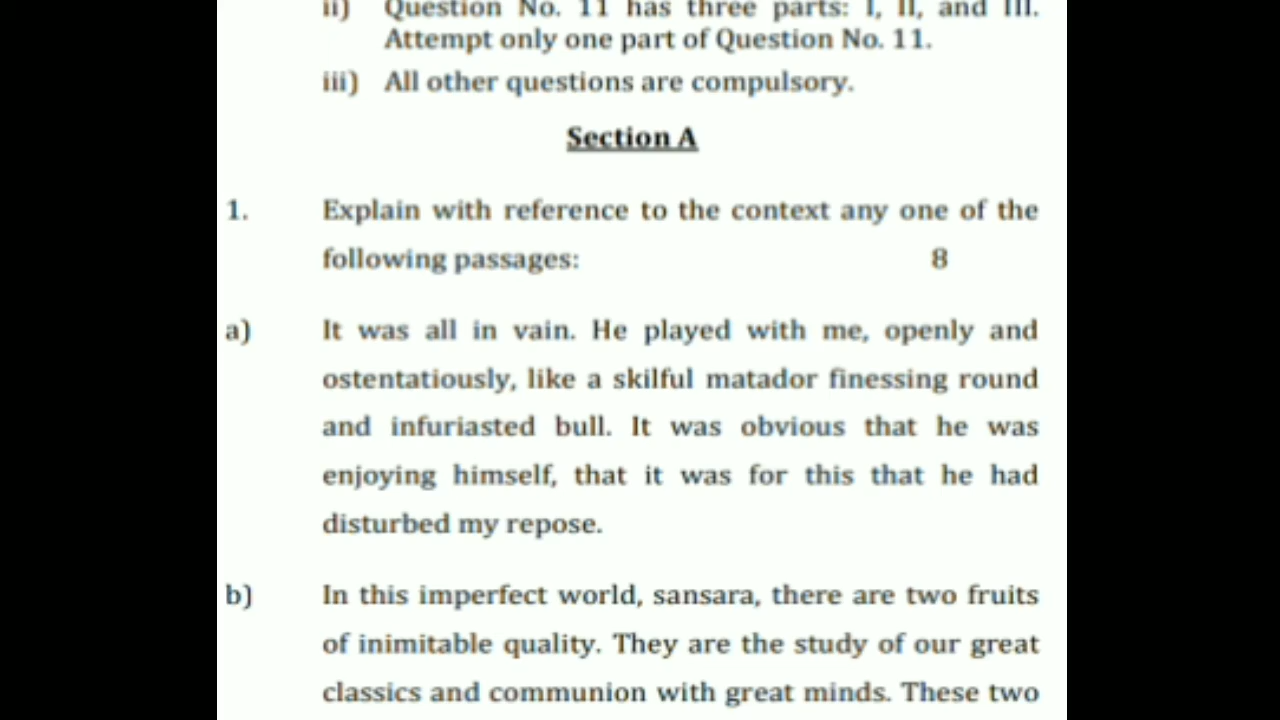 ii) Question No. 11 has three parts: I, II, and III.
Attempt only one part of Question No. 11.
iii) All other questions are compulsory.
Section A
1. Explain with reference to the context any one of the
following passages: 8
a) It was all in vain. He played with me, openly and
ostentatiously, like a skilful matador finessing round
and infuriasted bull. It was obvious that he was
enjoying himself, that it was for this that he had
disturbed my repose.
b) In this imperfect world, sansara, there are two fruits
of inimitable quality. They are the study of our great
classics and communion with great minds. These two